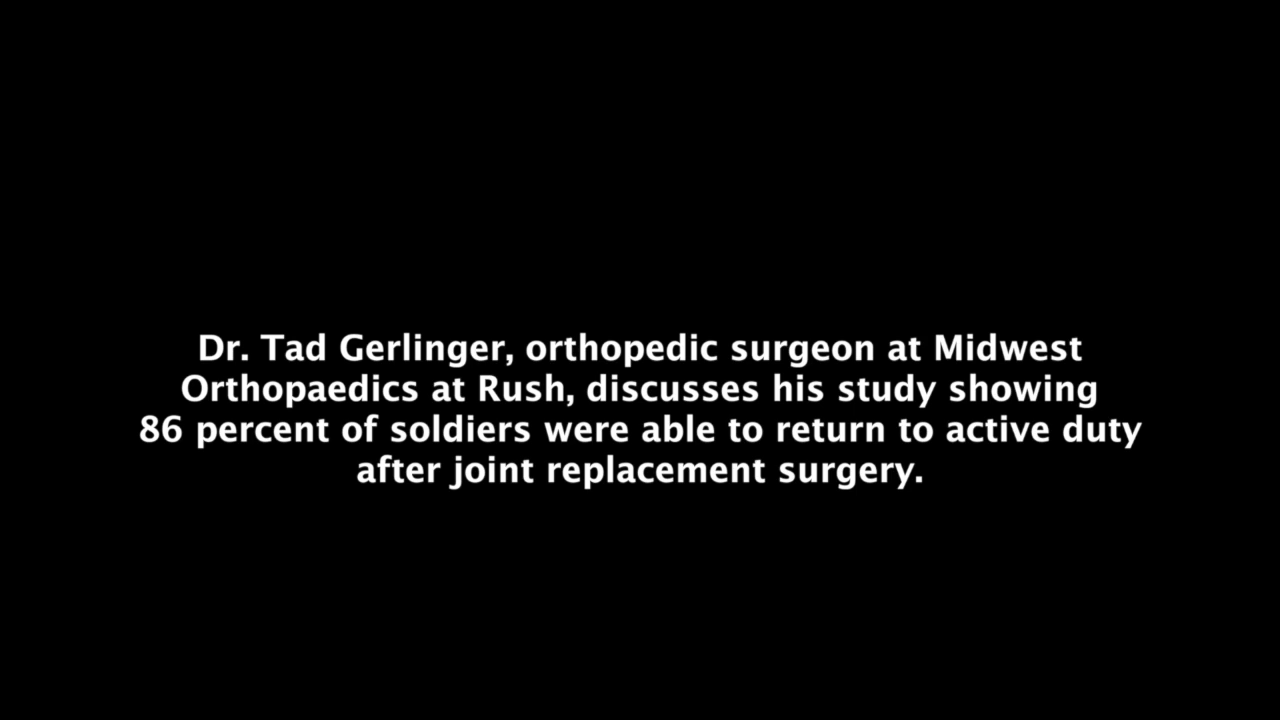 Dr. Tad Gerlinger, orthopedic surgeon at Midwest
Orthopaedics at Rush, discusses his study showing
86 percent of soldiers were able to return to active duty
after joint replacement surgery.